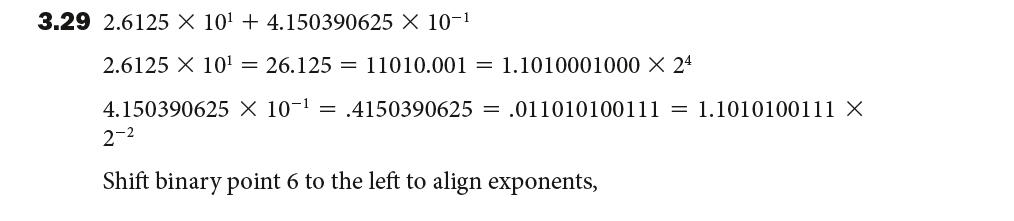 3.29 2.6125 × 10¹ + 4.150390625 × 10⁻¹
2.6125 × 10¹ = 26.125 = 11010.001 = 1.1010001000 × 2⁴
4.150390625 × 10⁻¹ = .4150390625 = .011010100111 = 1.1010100111 ×
2⁻²
Shift binary point 6 to the left to align exponents,